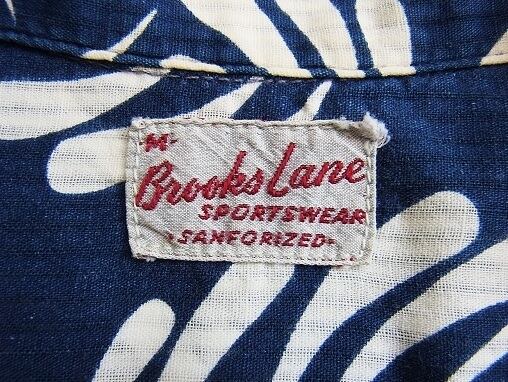 -M-
Brooks Lane
SPORTSWEAR
-SANFORIZED-